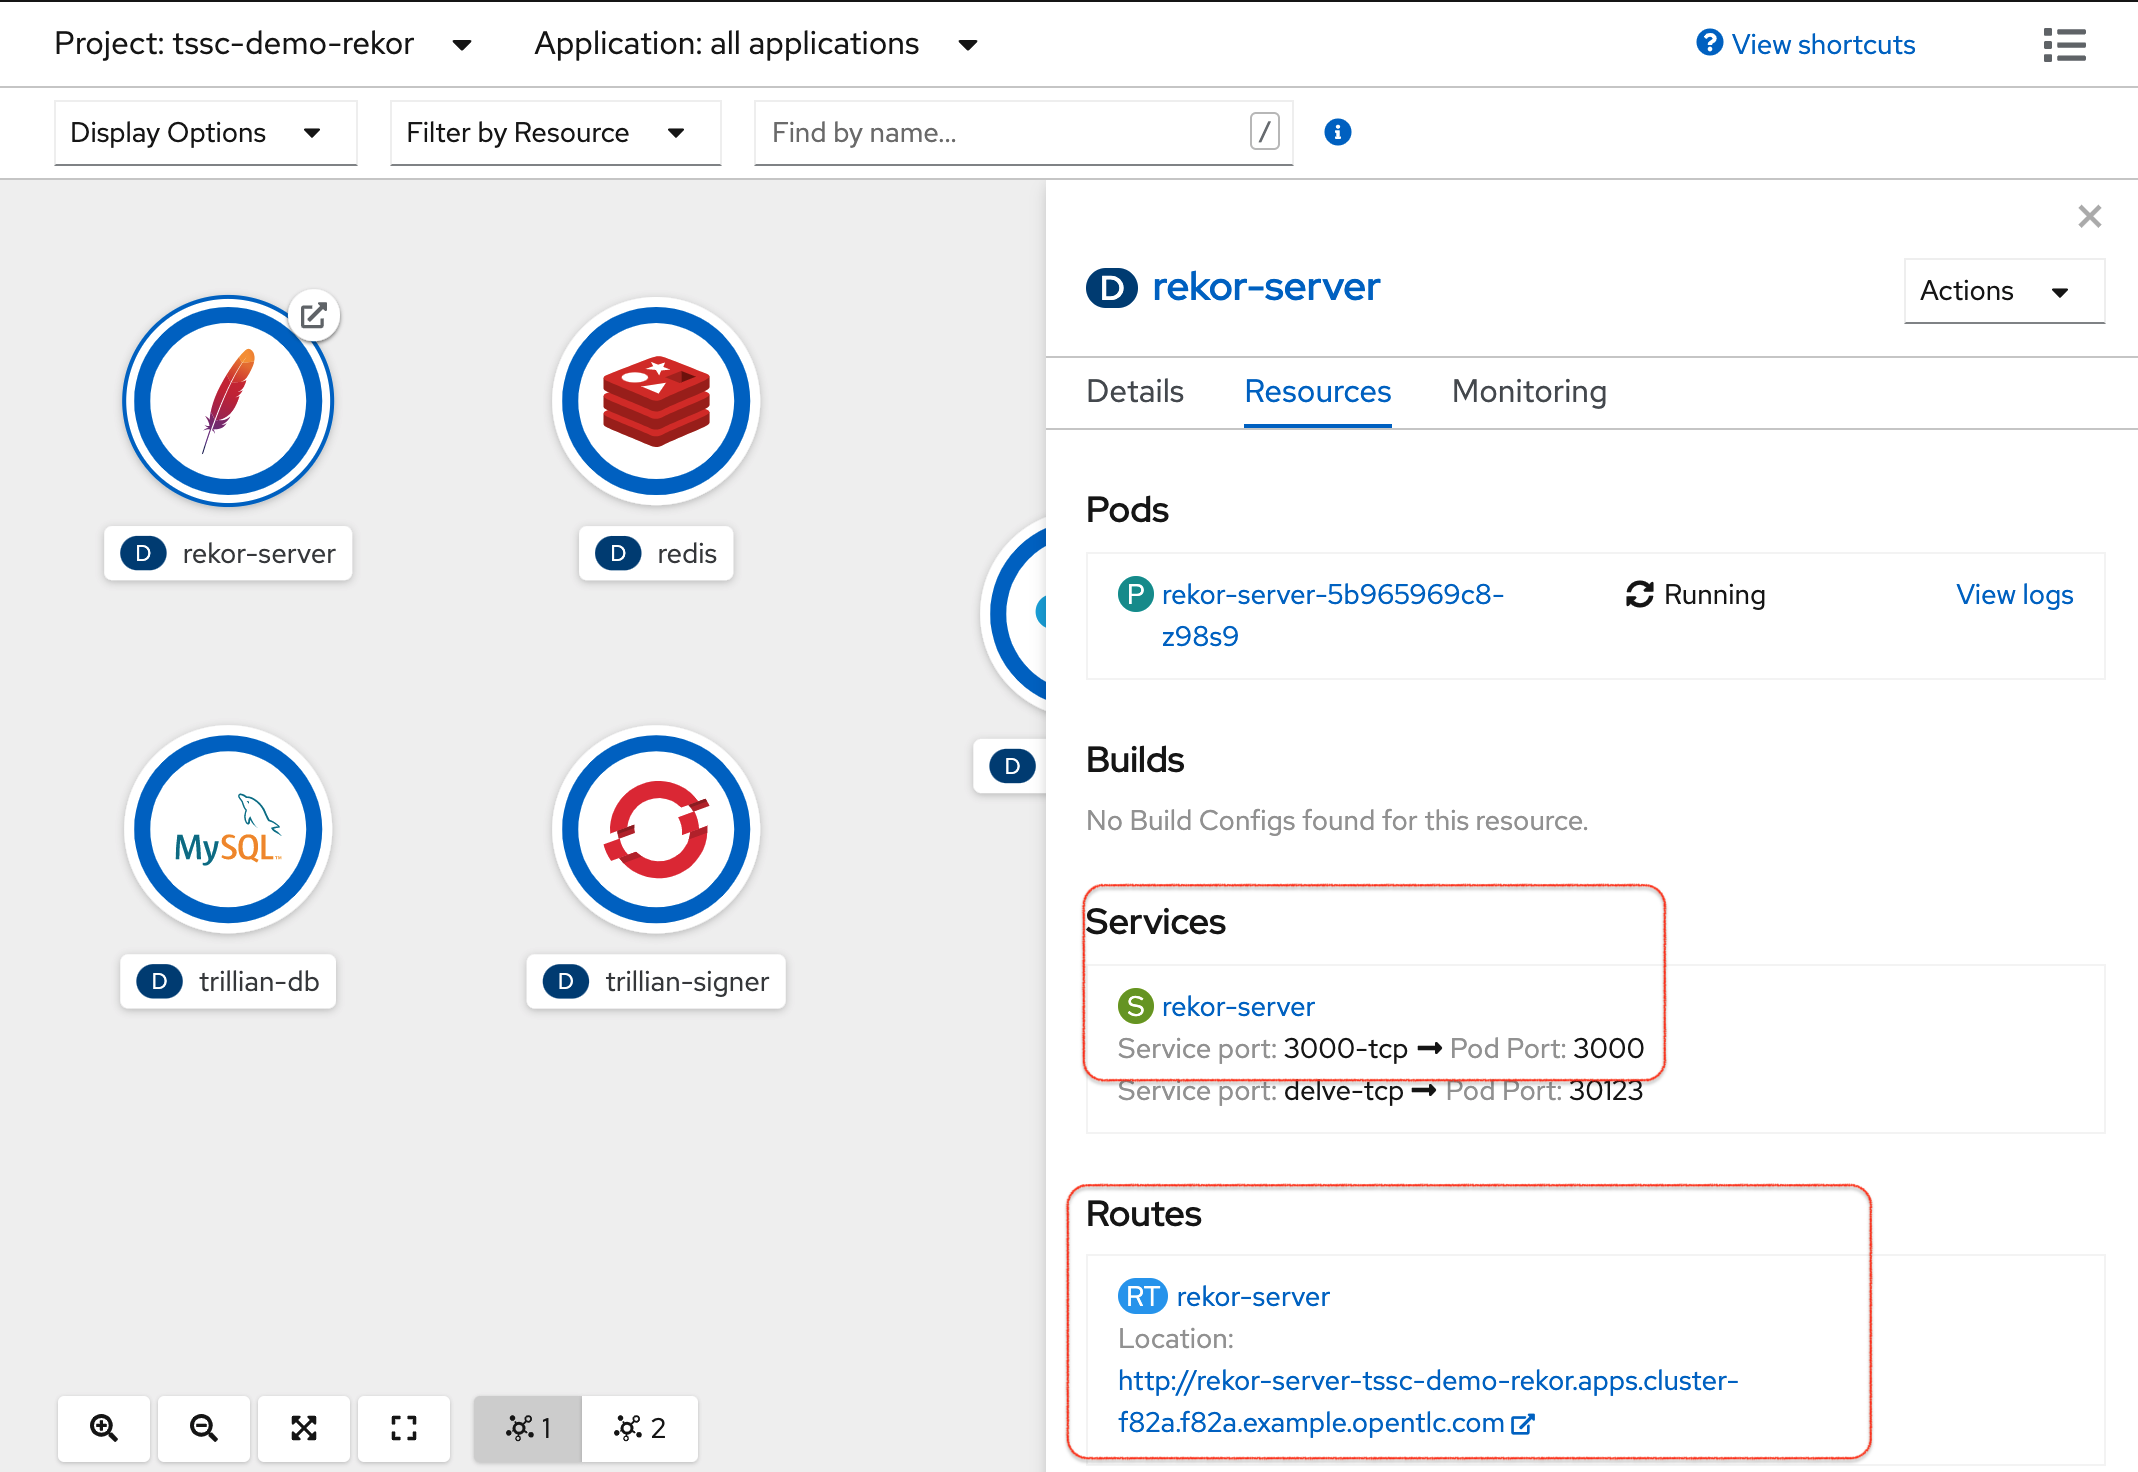 Project: tssc-demo-rekor Application: all applications View shortcuts
Display Options Filter by Resource Find by name... /
D rekor-server
Actions
Details Resources Monitoring
Pods
P rekor-server-5b965969c8-
z98s9
Running
View logs
Builds
No Build Configs found for this resource.
Services
S rekor-server
Service port: 3000-tcp → Pod Port: 3000
Service port: delve-tcp → Pod Port: 30123
Routes
RT rekor-server
Location:
http://rekor-server-tssc-demo-rekor.apps.cluster-
f82a.f82a.example.opentlc.com
D rekor-server
D redis
D
MySQL
D trillian-db
D trillian-signer
1 2